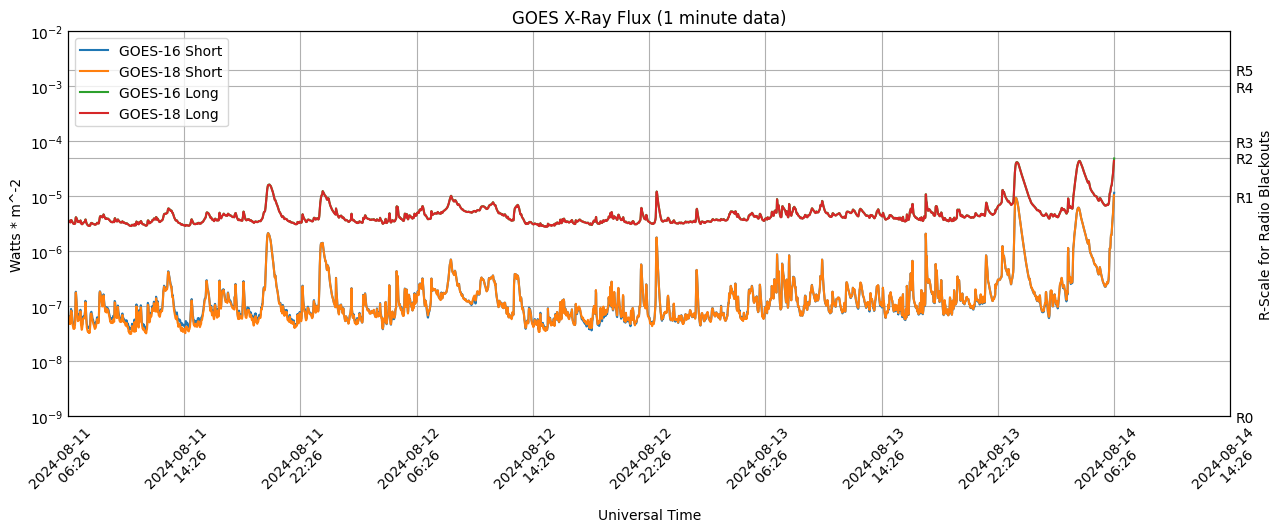 GOES X-Ray Flux (1 minute data)
GOES-16 Short
GOES-18 Short
GOES-16 Long
GOES-18 Long
10⁻²
10⁻³
10⁻⁴
10⁻⁵
10⁻⁶
10⁻⁷
10⁻⁸
10⁻⁹
Watts * m^-2
R5
R4
R3
R2
R1
R0
R-Scale for Radio Blackouts
2024-08-11
06:26
2024-08-11
14:26
2024-08-11
22:26
2024-08-12
06:26
2024-08-12
14:26
2024-08-12
22:26
2024-08-13
06:26
2024-08-13
14:26
2024-08-13
22:26
2024-08-14
06:26
2024-08-14
14:26
Universal Time